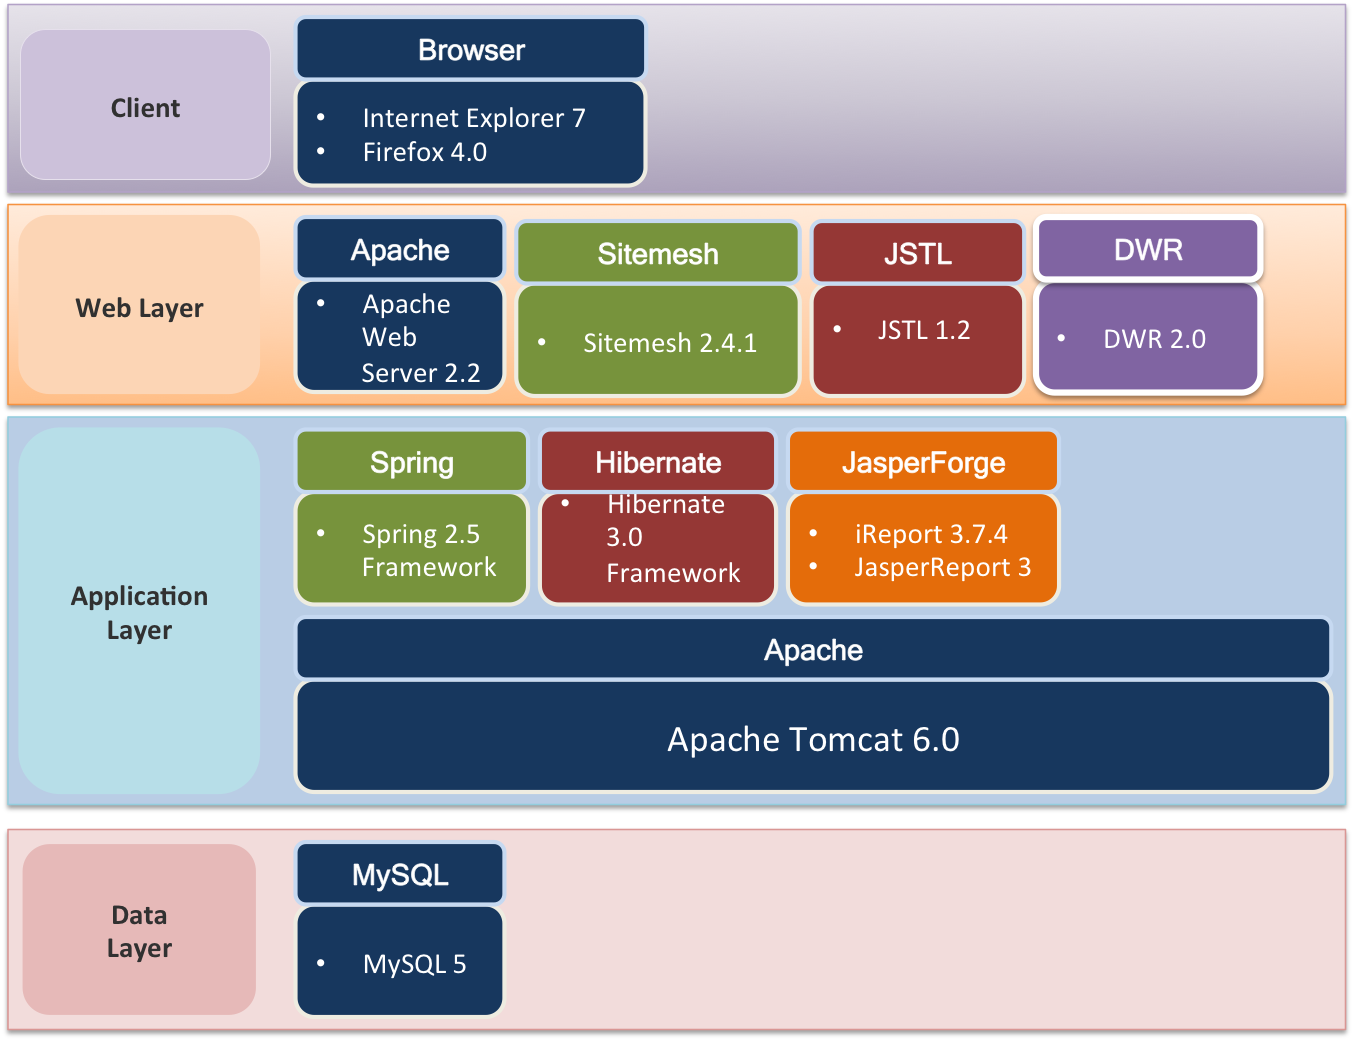 Client
Browser
• Internet Explorer 7
• Firefox 4.0
Web Layer
Apache
• Apache
Web
Server 2.2
Sitemesh
• Sitemesh 2.4.1
JSTL
• JSTL 1.2
DWR
• DWR 2.0
Application
Layer
Spring
• Spring 2.5
Framework
Hibernate
• Hibernate
3.0
Framework
JasperForge
• iReport 3.7.4
• JasperReport 3
Apache
Apache Tomcat 6.0
Data
Layer
MySQL
• MySQL 5